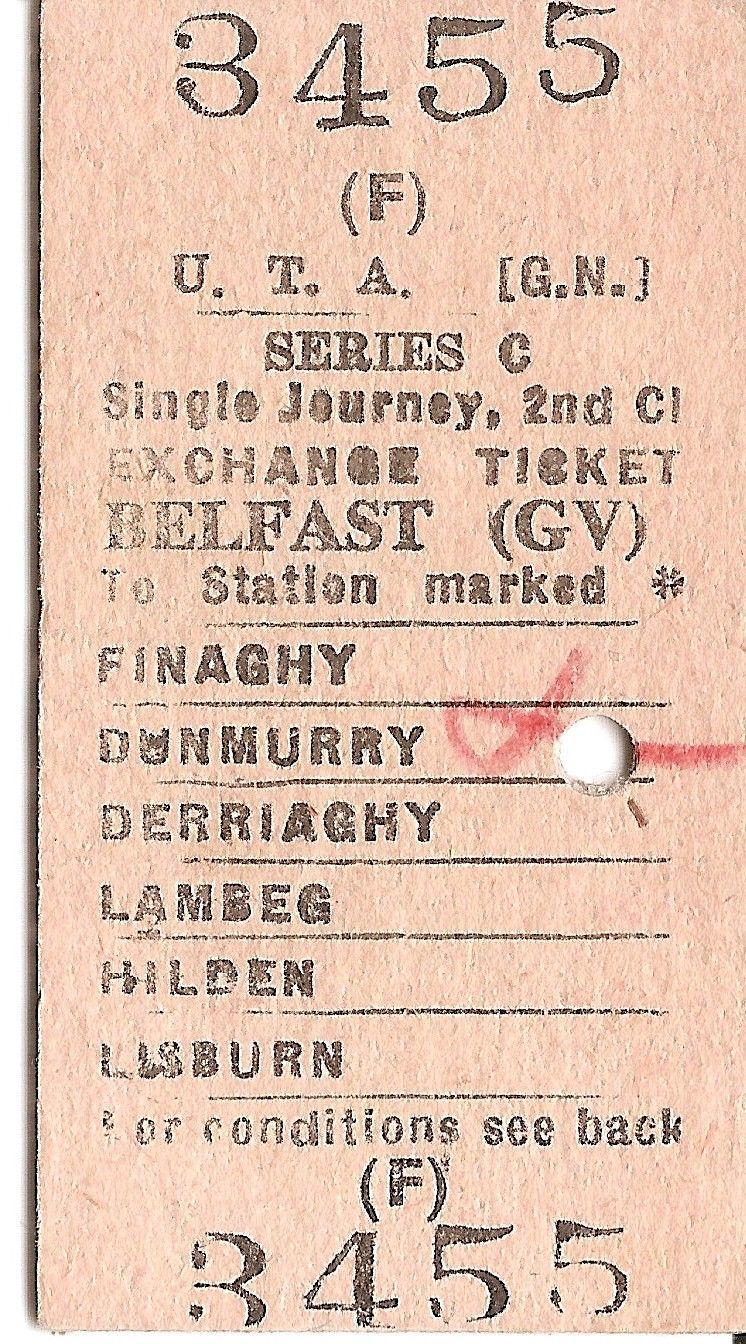 3455
(F)
U. T. A. [G.N.]
SERIES C
Single Journey, 2nd Cl
EXCHANGE TICKET
BELFAST (GV)
To Station marked *
FINAGHY
DUNMURRY
DERRIAGHY
LAMBEG
HILDEN
LISBURN
For conditions see back
(F)
3455